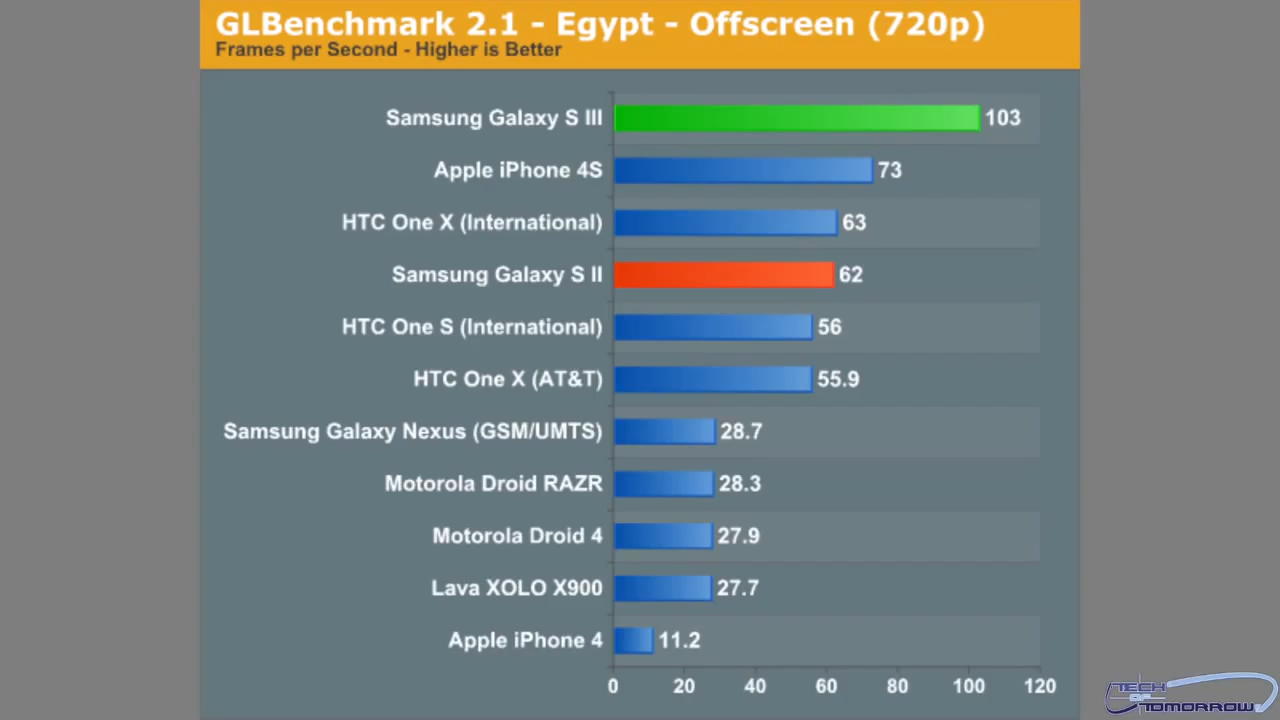 GLBenchmark 2.1 - Egypt - Offscreen (720p)
Frames per Second - Higher is Better
Samsung Galaxy S III 103
Apple iPhone 4S 73
HTC One X (International) 63
Samsung Galaxy S II 62
HTC One S (International) 56
HTC One X (AT&T) 55.9
Samsung Galaxy Nexus (GSM/UMTS) 28.7
Motorola Droid RAZR 28.3
Motorola Droid 4 27.9
Lava XOLO X900 27.7
Apple iPhone 4 11.2
0 20 40 60 80 100 120
TECH
OF
TOMORROW